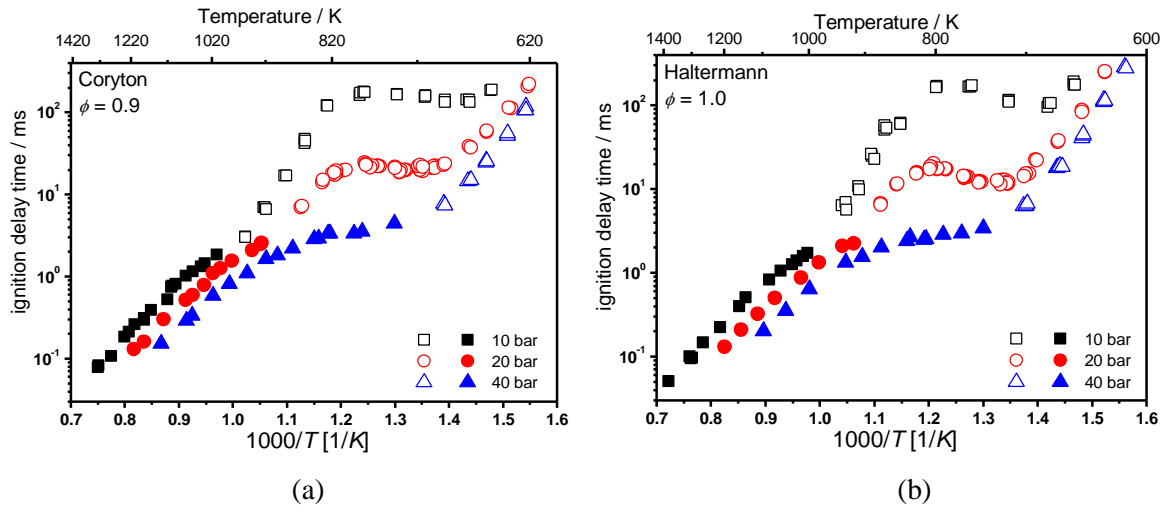 Temperature / K
1420 1220 1020 820 620
Coryton
ϕ = 0.9
ignition delay time / ms
10²
10¹
10⁰
10⁻¹
10 bar
20 bar
40 bar
0.7 0.8 0.9 1.0 1.1 1.2 1.3 1.4 1.5 1.6
1000/T [1/K]
(a)
Temperature / K
1400 1200 1000 800 600
Haltermann
ϕ = 1.0
ignition delay time / ms
10²
10¹
10⁰
10⁻¹
10 bar
20 bar
40 bar
0.7 0.8 0.9 1.0 1.1 1.2 1.3 1.4 1.5 1.6
1000/T [1/K]
(b)